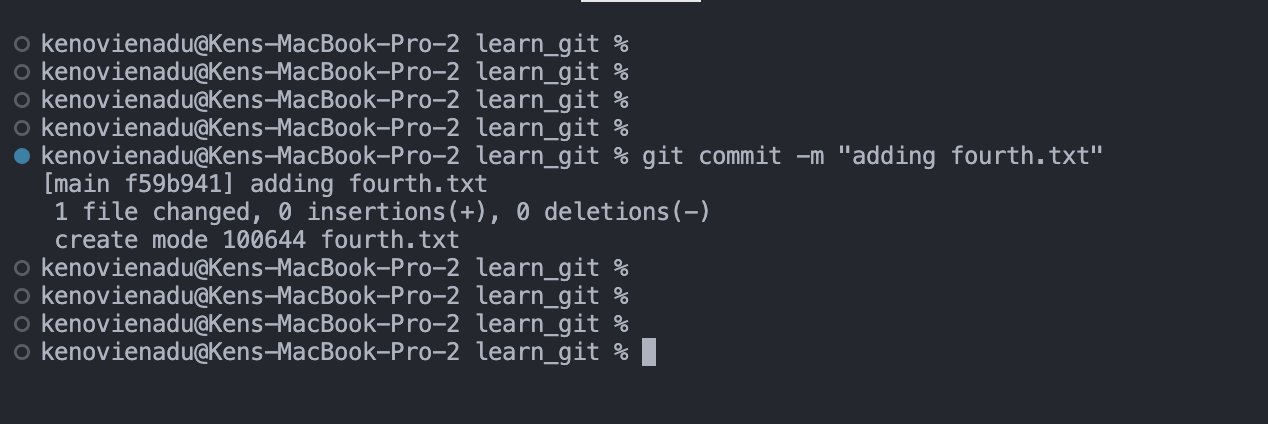 kenovienadu@Kens-MacBook-Pro-2 learn_git %
kenovienadu@Kens-MacBook-Pro-2 learn_git %
kenovienadu@Kens-MacBook-Pro-2 learn_git %
kenovienadu@Kens-MacBook-Pro-2 learn_git %
kenovienadu@Kens-MacBook-Pro-2 learn_git % git commit -m "adding fourth.txt"
[main f59b941] adding fourth.txt
 1 file changed, 0 insertions(+), 0 deletions(-)
 create mode 100644 fourth.txt
kenovienadu@Kens-MacBook-Pro-2 learn_git %
kenovienadu@Kens-MacBook-Pro-2 learn_git %
kenovienadu@Kens-MacBook-Pro-2 learn_git %
kenovienadu@Kens-MacBook-Pro-2 learn_git %